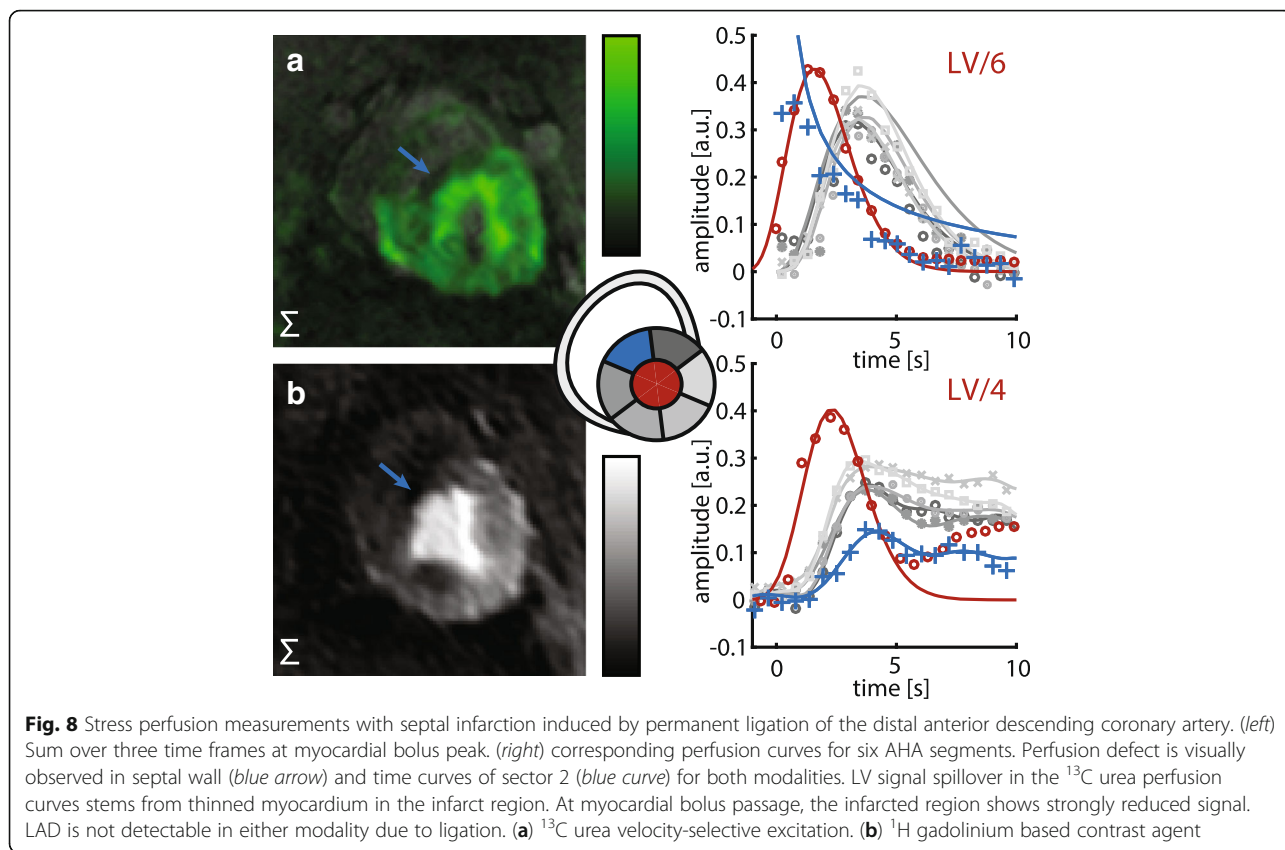 a
Σ
b
Σ
0.5
0.4
0.3
0.2
0.1
0
-0.1
amplitude [a.u.]
LV/6
0
5
10
time [s]
0.5
0.4
0.3
0.2
0.1
0
-0.1
amplitude [a.u.]
LV/4
0
5
10
time [s]
Fig. 8 Stress perfusion measurements with septal infarction induced by permanent ligation of the distal anterior descending coronary artery. (left)
Sum over three time frames at myocardial bolus peak. (right) corresponding perfusion curves for six AHA segments. Perfusion defect is visually
observed in septal wall (blue arrow) and time curves of sector 2 (blue curve) for both modalities. LV signal spillover in the ¹³C urea perfusion
curves stems from thinned myocardium in the infarct region. At myocardial bolus passage, the infarcted region shows strongly reduced signal.
LAD is not detectable in either modality due to ligation. (a) ¹³C urea velocity-selective excitation. (b) ¹H gadolinium based contrast agent